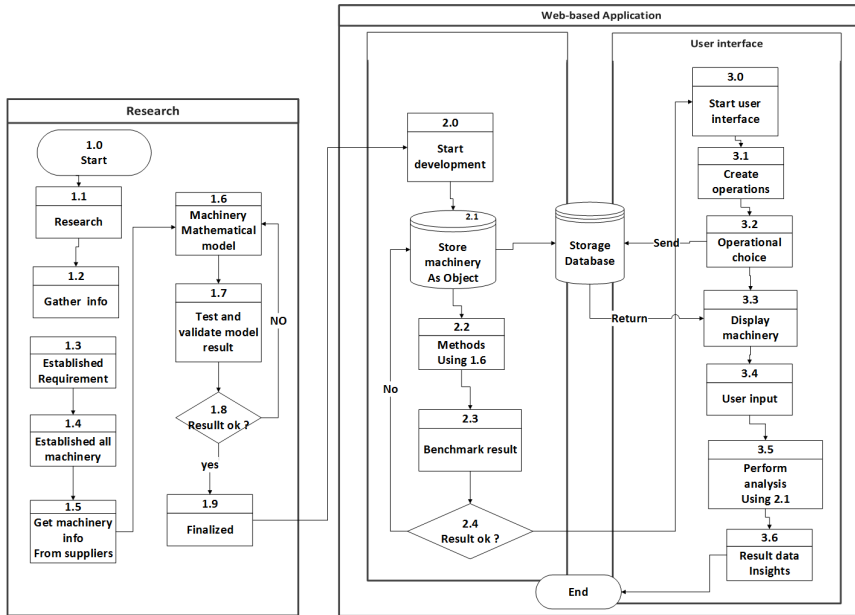 Web-based Application
User interface
Research
1.0
Start
1.1
Research
1.2
Gather info
1.3
Established
Requirement
1.4
Established all
machinery
1.5
Get machinery
info
From suppliers
1.6
Machinery
Mathematical
model
1.7
Test and
validate model
result
NO
1.8
Resullt ok ?
yes
1.9
Finalized
2.0
Start
development
2.1
Store
machinery
As Object
2.2
Methods
Using 1.6
No
2.3
Benchmark result
2.4
Result ok ?
Storage
Database
Send
Return
3.0
Start user
interface
3.1
Create
operations
3.2
Operational
choice
3.3
Display
machinery
3.4
User input
3.5
Perform
analysis
Using 2.1
3.6
Result data
Insights
End